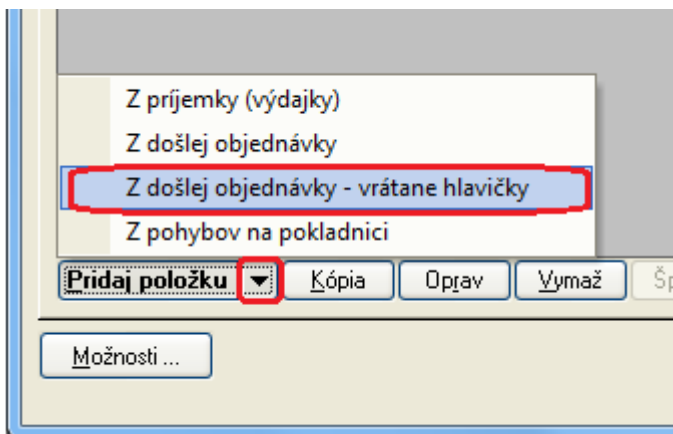 Z príjemky (výdajky)
Z došlej objednávky
Z došlej objednávky - vrátane hlavičky
Z pohybov na pokladnici
Pridaj položku Kópia Oprav Vymaž
Možnosti ...